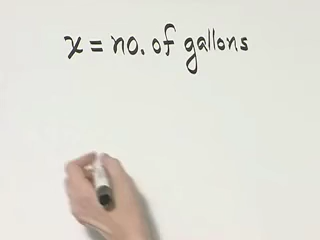 x = no. of gallons